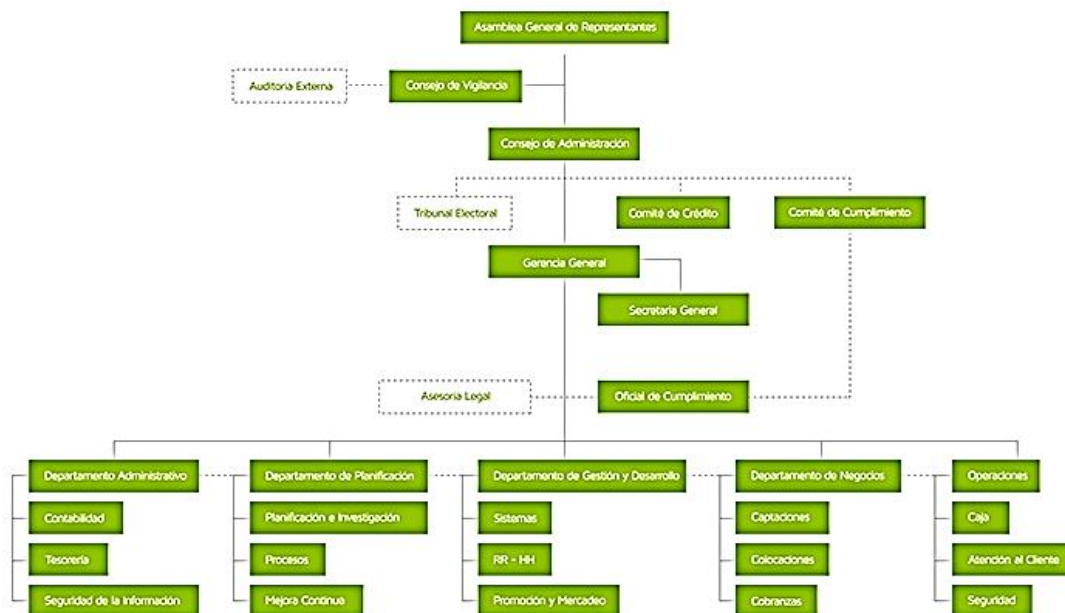 Asamblea General de Representantes
Auditoria Externa
Consejo de Vigilancia
Consejo de Administración
Tribunal Electoral
Comité de Crédito
Comité de Cumplimiento
Gerencia General
Secretaria General
Asesoria Legal
Oficial de Cumplimiento
Departamento Administrativo
Departamento de Planificación
Departamento de Gestión y Desarrollo
Departamento de Negocios
Operaciones
Contabilidad
Planificación e Investigación
Sistemas
Captaciones
Caja
Tesorería
Procesos
RR - HH
Colocaciones
Atención al Cliente
Seguridad de la Información
Mejora Continua
Promoción y Mercadeo
Cobranzas
Seguridad